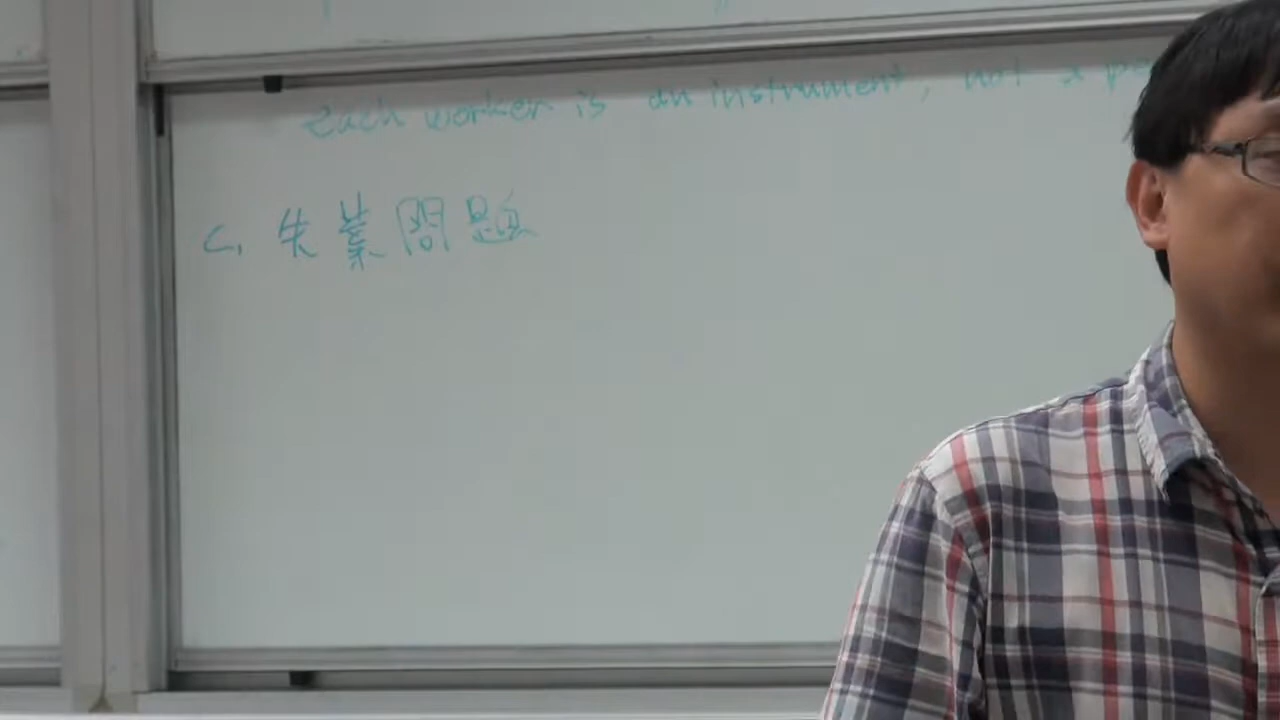 each worker is an instrument, not a
C. 失業問題